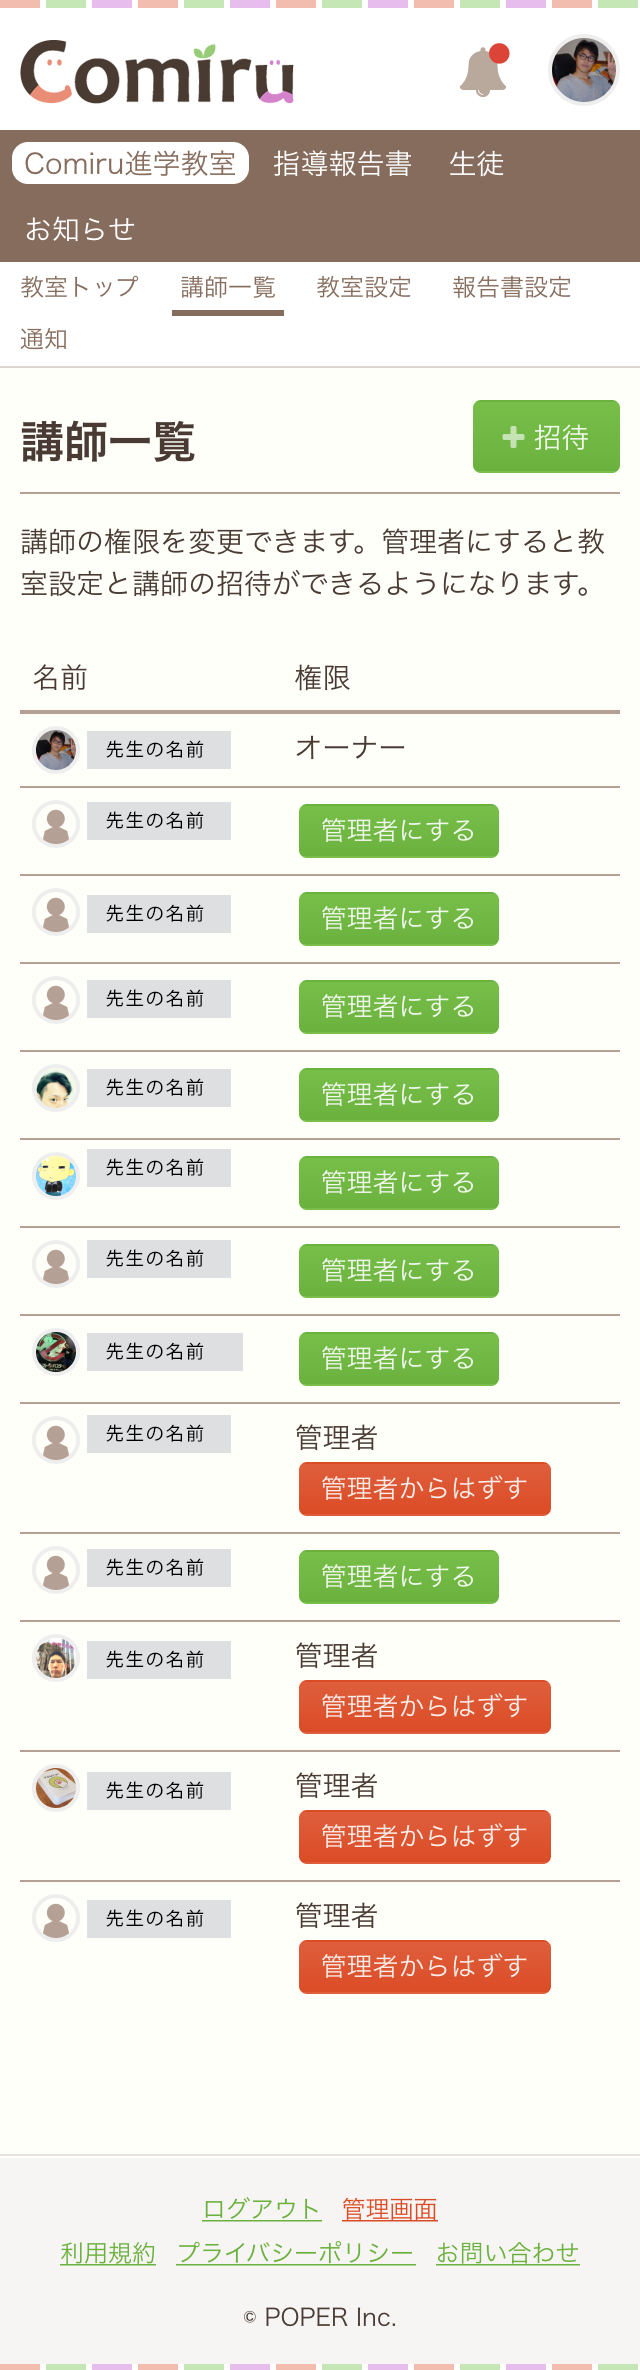 Comiru
Comiru進学教室 指導報告書 生徒
お知らせ
教室トップ 講師一覧 教室設定 報告書設定
通知
講師一覧
招待
講師の権限を変更できます。管理者にすると教
室設定と講師の招待ができるようになります。
名前 権限
先生の名前 オーナー
先生の名前 管理者にする
先生の名前 管理者にする
先生の名前 管理者にする
先生の名前 管理者にする
先生の名前 管理者にする
先生の名前 管理者にする
先生の名前 管理者にする
先生の名前 管理者
管理者からはずす
先生の名前 管理者にする
先生の名前 管理者
管理者からはずす
先生の名前 管理者
管理者からはずす
先生の名前 管理者
管理者からはずす
ログアウト 管理画面
利用規約 プライバシーポリシー お問い合わせ
© POPER Inc.